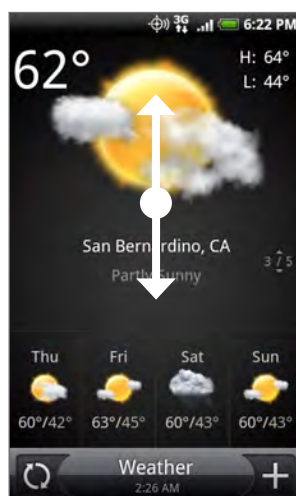 3G 6:22 PM
62°
H: 64°
L: 44°
San Bernardino, CA
3 / 5
Partly Sunny
Thu Fri Sat Sun
60°/42° 63°/45° 60°/43° 60°/43°
Weather
2:26 AM